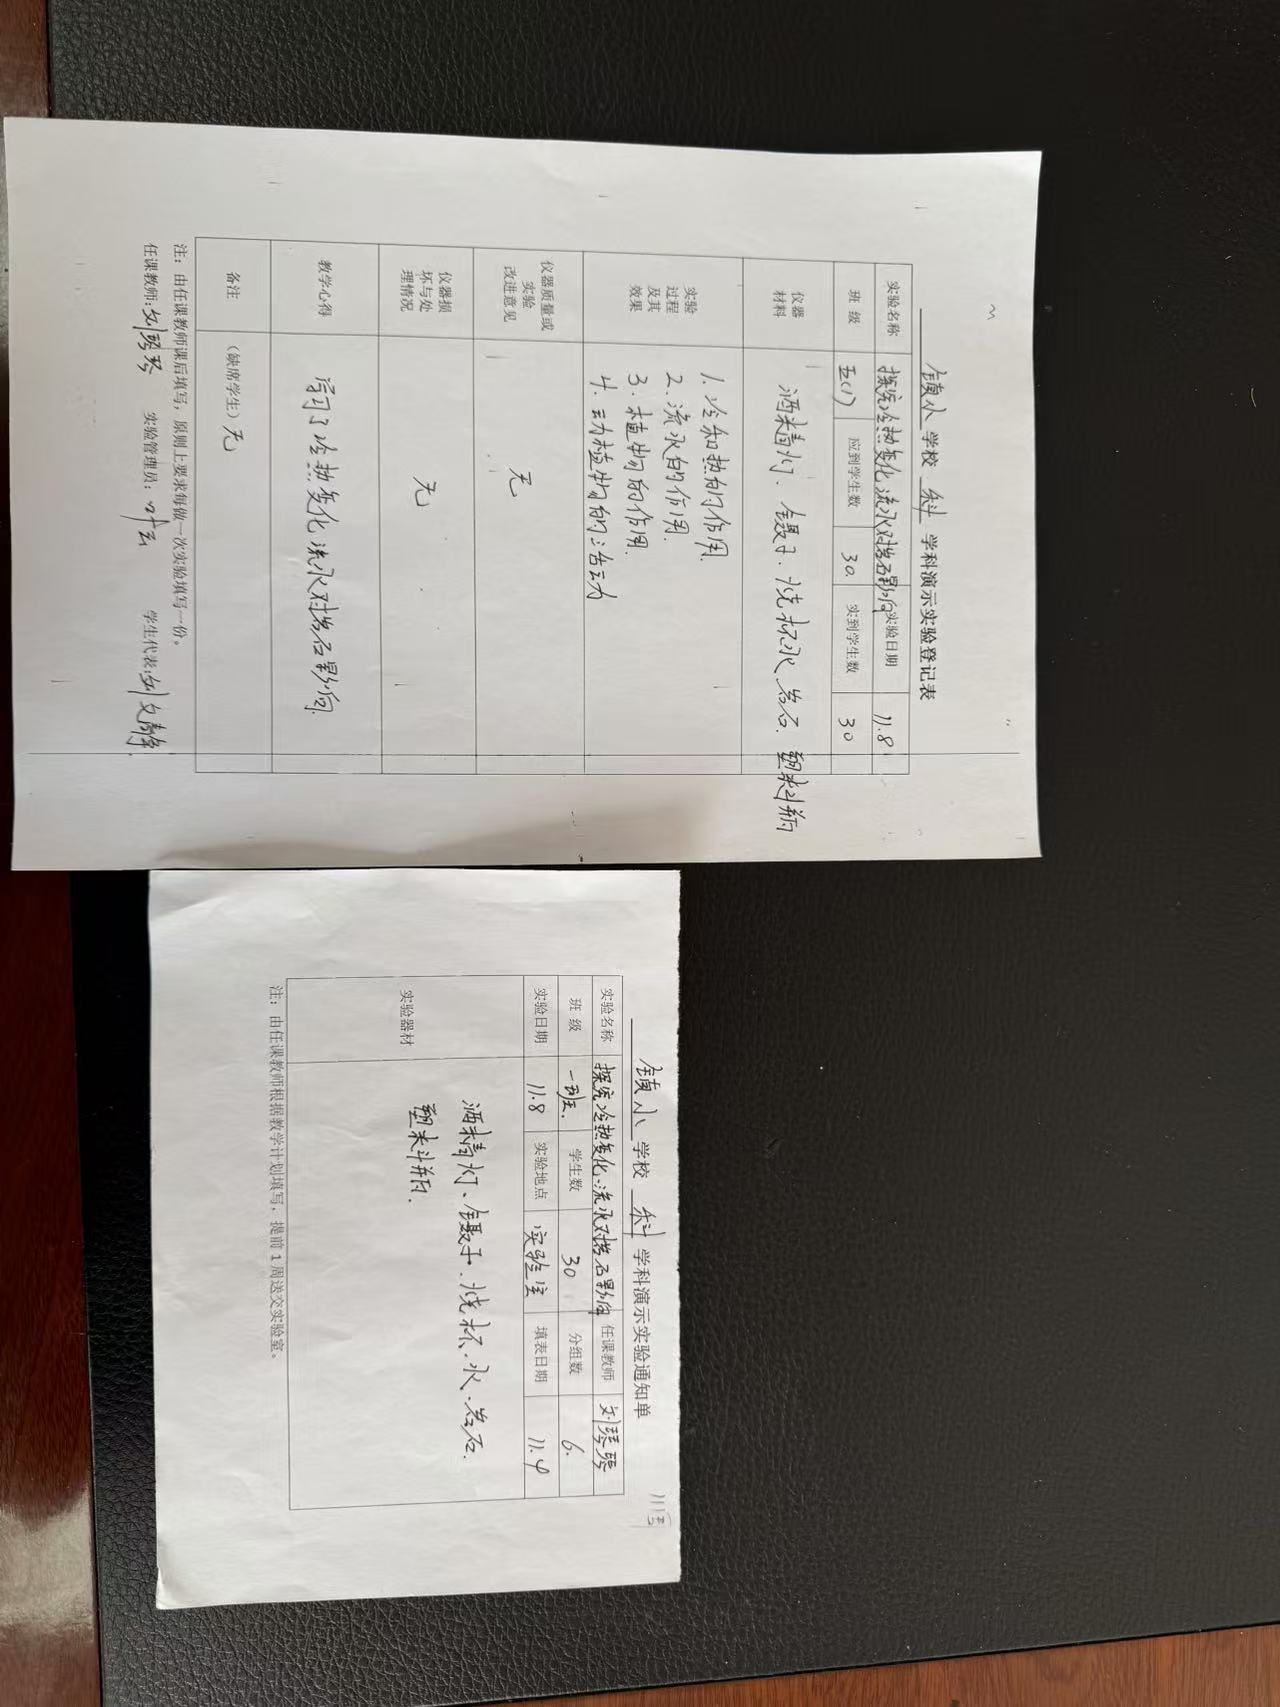 镇小 学校 科 学科演示实验登记表
实验名称 探究冷热变化,流水对岩石影响 实验日期 11.8
班 级 五(1) 应到学生数 30. 实到学生数 30
仪器材料 酒精灯、镊子、烧杯水、岩石. 塑料瓶
实验过程及其效果 1. 冷和热的作用.
2. 流水的作用.
3. 植物的作用.
4. 动植物的活动
仪器质量或实验改进意见 无
仪器损坏与处理情况 无
教学心得 学习了冷热变化,流水对岩石影响.
备注 (缺席学生)无
注: 由任课教师课后填写, 原则上要求每做一次实验填写一份。
任课教师: 刘琴琴 实验管理员: 叶云 学生代表: 刘文静
镇小 学校 科 学科演示实验通知单
实验名称 探究冷热变化,流水对岩石影响 任课教师 刘琴琴
班 级 一班. 学生数 30 分组数 6.
实验日期 11.8 实验地点 实验室 填表日期 11.4
实验器材 酒精灯、镊子、烧杯、水、岩石.
塑料瓶.
注: 由任课教师根据教学计划填写, 提前 1 周送交实验室。